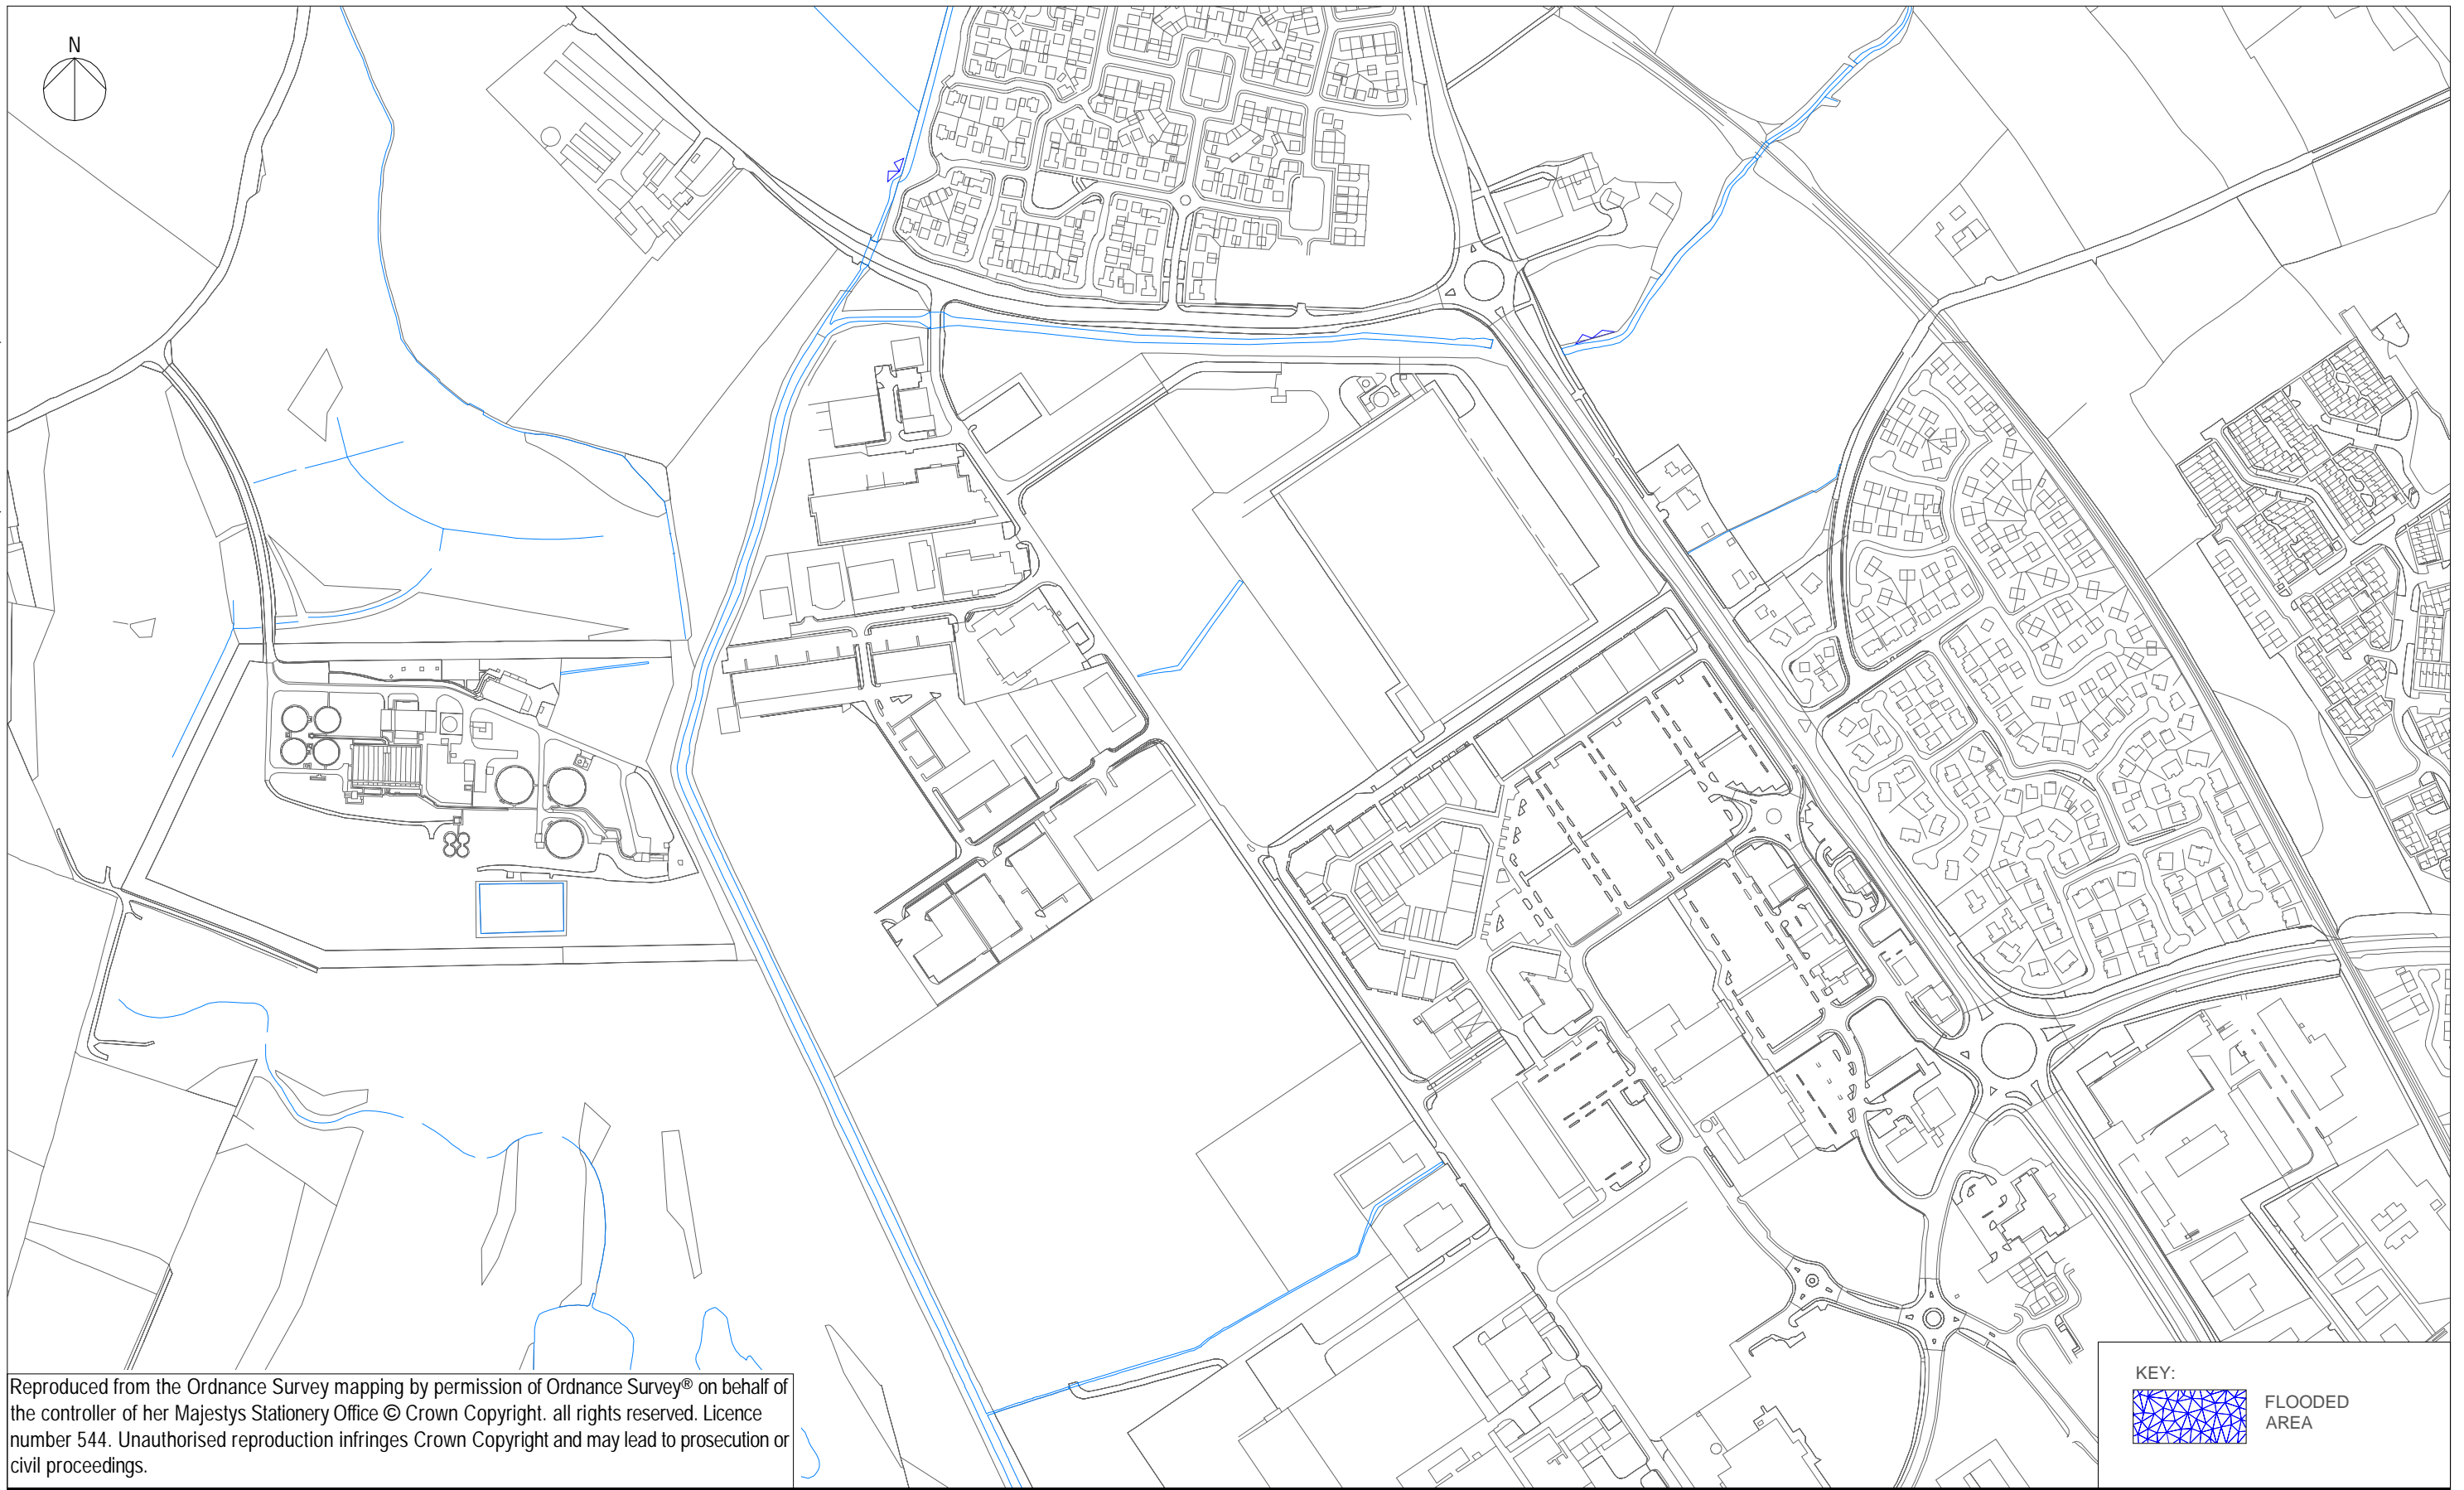 N
Reproduced from the Ordnance Survey mapping by permission of Ordnance Survey® on behalf of
the controller of her Majestys Stationery Office © Crown Copyright. all rights reserved. Licence
number 544. Unauthorised reproduction infringes Crown Copyright and may lead to prosecution or
civil proceedings.
KEY:
FLOODED
AREA